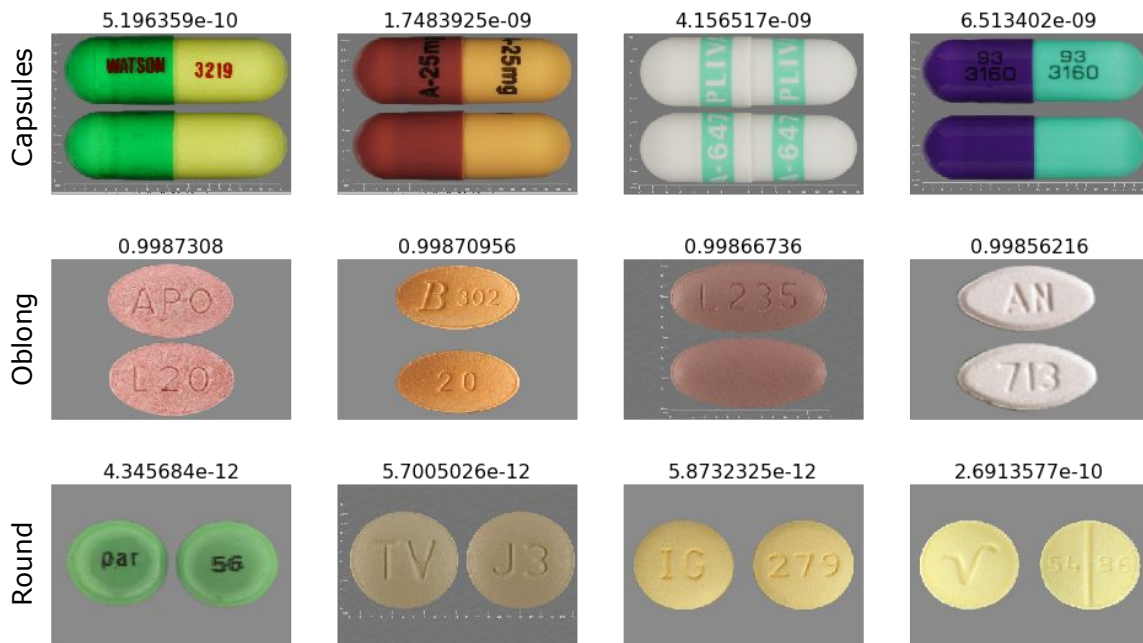 Capsules
5.196359e-10
1.7483925e-09
4.156517e-09
6.513402e-09
WATSON 3219
A-25mg
-25mg
PLIVA
PLIV
93
3160
93
3160
A-647
A-647
Oblong
0.9987308
0.99870956
0.99866736
0.99856216
APO
B 302
L235
AN
L20
20
713
Round
4.345684e-12
5.7005026e-12
5.8732325e-12
2.6913577e-10
par
56
TV
J3
IG
279
V
54 86